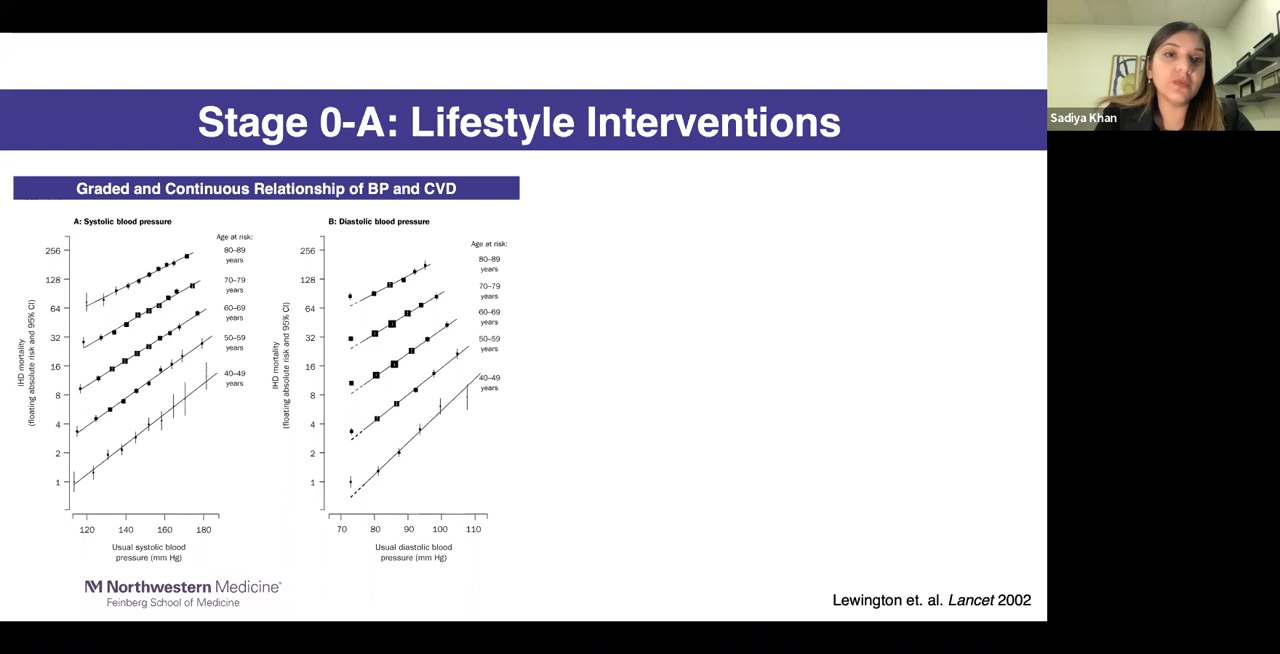 Stage 0-A: Lifestyle Interventions
Sadiya Khan
Graded and Continuous Relationship of BP and CVD
A: Systolic blood pressure
Age at risk:
80–89
years
70–79
years
60–69
years
50–59
years
40–49
years
256
128
64
32
16
8
4
2
1
IHD mortality
(floating absolute risk and 95% CI)
120 140 160 180
Usual systolic blood
pressure (mm Hg)
B: Diastolic blood pressure
Age at risk:
80–89
years
70–79
years
60–69
years
50–59
years
40–49
years
256
128
64
32
16
8
4
2
1
IHD mortality
(floating absolute risk and 95% CI)
70 80 90 100 110
Usual diastolic blood
pressure (mm Hg)
Northwestern Medicine®
Feinberg School of Medicine
Lewington et. al. Lancet 2002